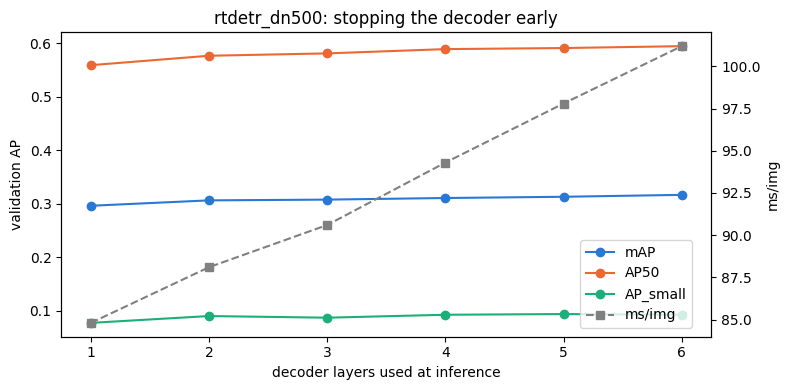 rtdetr_dn500: stopping the decoder early
validation AP
0.6
0.5
0.4
0.3
0.2
0.1
100.0
97.5
95.0
92.5
90.0
87.5
85.0
ms/img
mAP
AP50
AP_small
ms/img
1 2 3 4 5 6
decoder layers used at inference